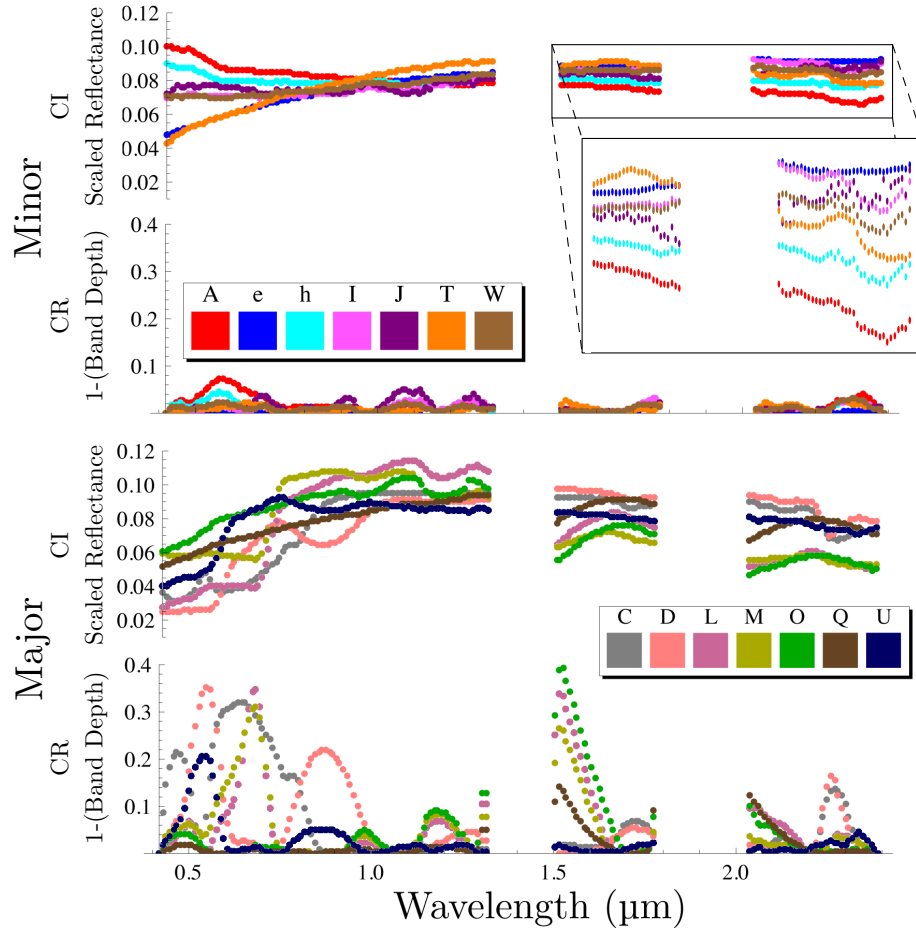 Minor
CI
Scaled Reflectance
0.12
0.10
0.08
0.06
0.04
0.02
CR
1-(Band Depth)
0.4
0.3
0.2
0.1
A e h I J T W
Major
CI
Scaled Reflectance
0.12
0.10
0.08
0.06
0.04
0.02
C D L M O Q U
CR
1-(Band Depth)
0.4
0.3
0.2
0.1
0.5 1.0 1.5 2.0
Wavelength (µm)